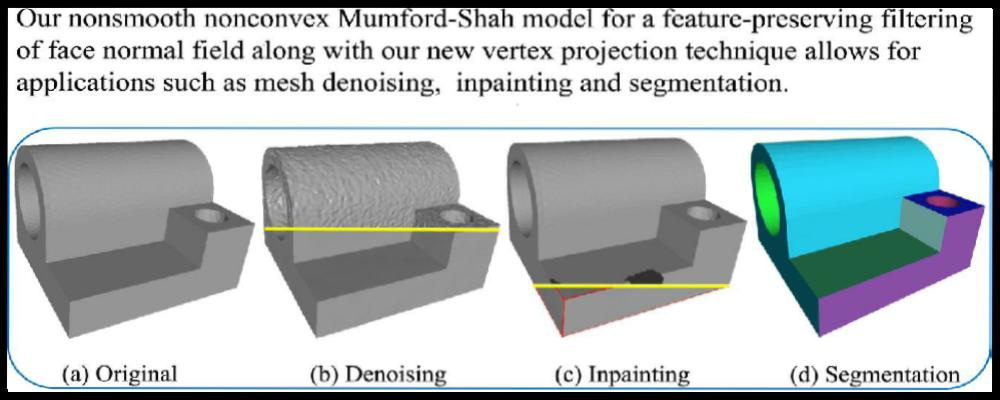 Our nonsmooth nonconvex Mumford-Shah model for a feature-preserving filtering
of face normal field along with our new vertex projection technique allows for
applications such as mesh denoising, inpainting and segmentation.
(a) Original (b) Denoising (c) Inpainting (d) Segmentation